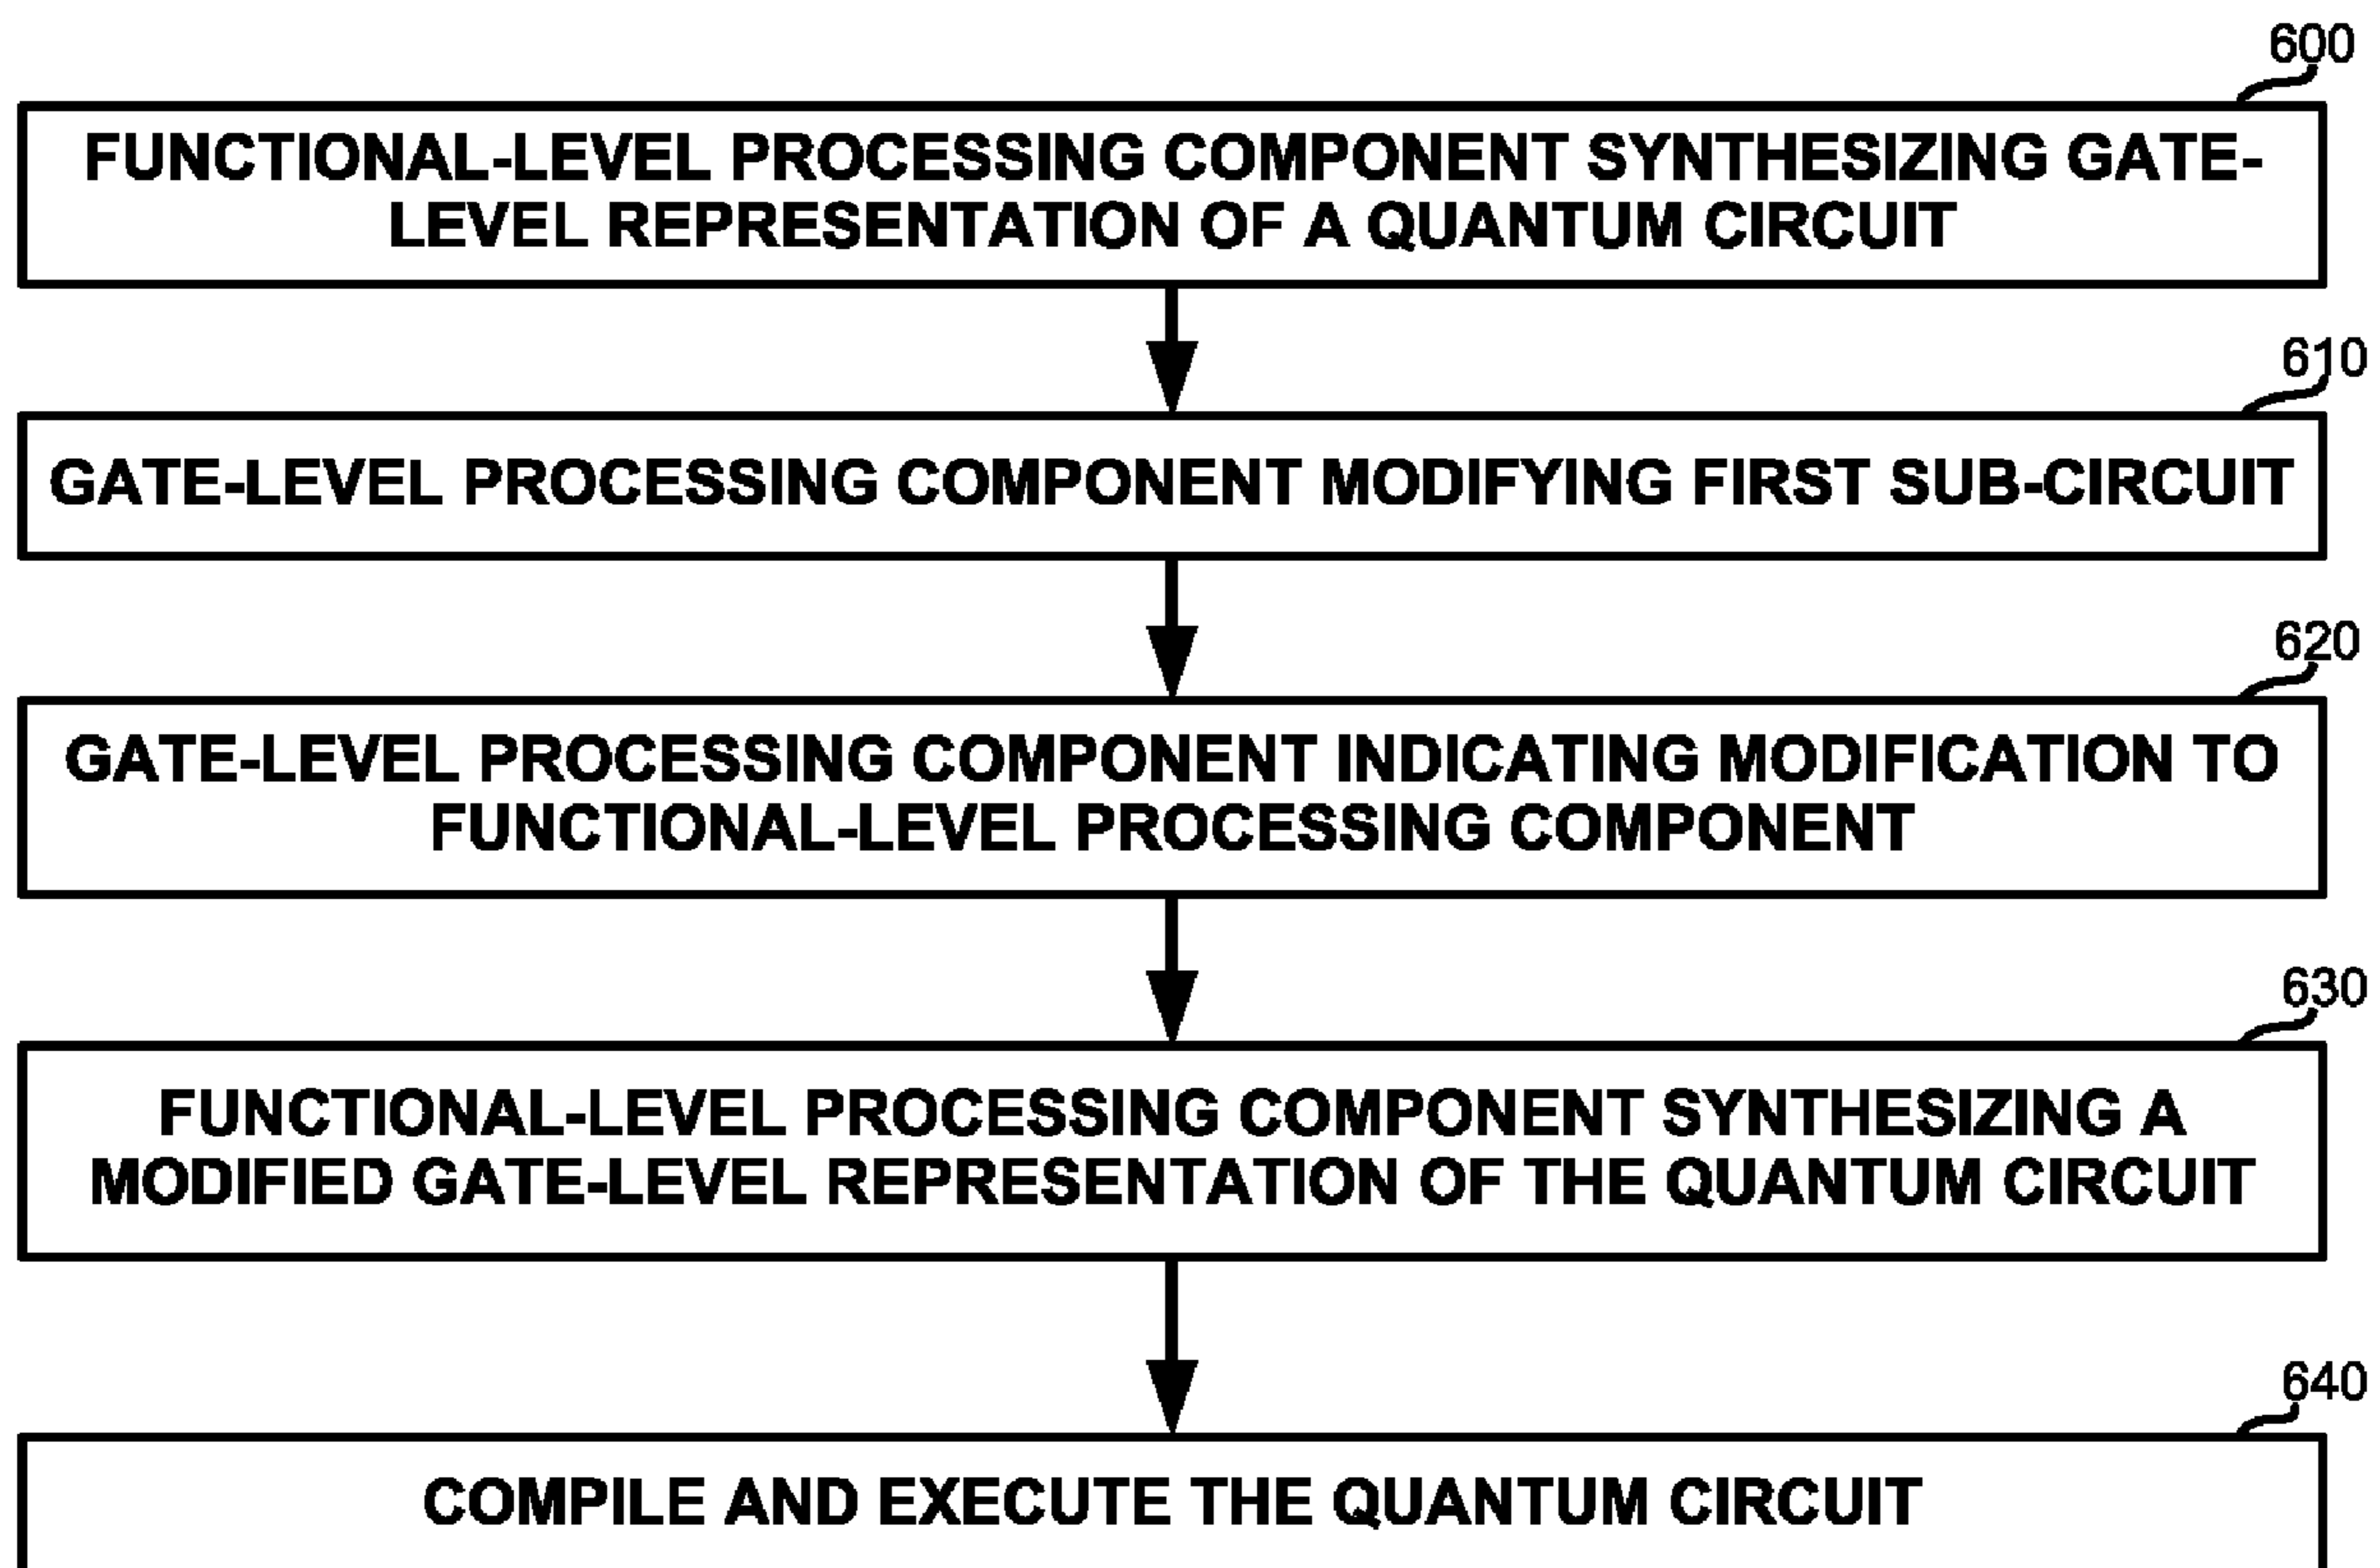 600
FUNCTIONAL-LEVEL PROCESSING COMPONENT SYNTHESIZING GATE-
LEVEL REPRESENTATION OF A QUANTUM CIRCUIT
610
GATE-LEVEL PROCESSING COMPONENT MODIFYING FIRST SUB-CIRCUIT
620
GATE-LEVEL PROCESSING COMPONENT INDICATING MODIFICATION TO
FUNCTIONAL-LEVEL PROCESSING COMPONENT
630
FUNCTIONAL-LEVEL PROCESSING COMPONENT SYNTHESIZING A
MODIFIED GATE-LEVEL REPRESENTATION OF THE QUANTUM CIRCUIT
640
COMPILE AND EXECUTE THE QUANTUM CIRCUIT